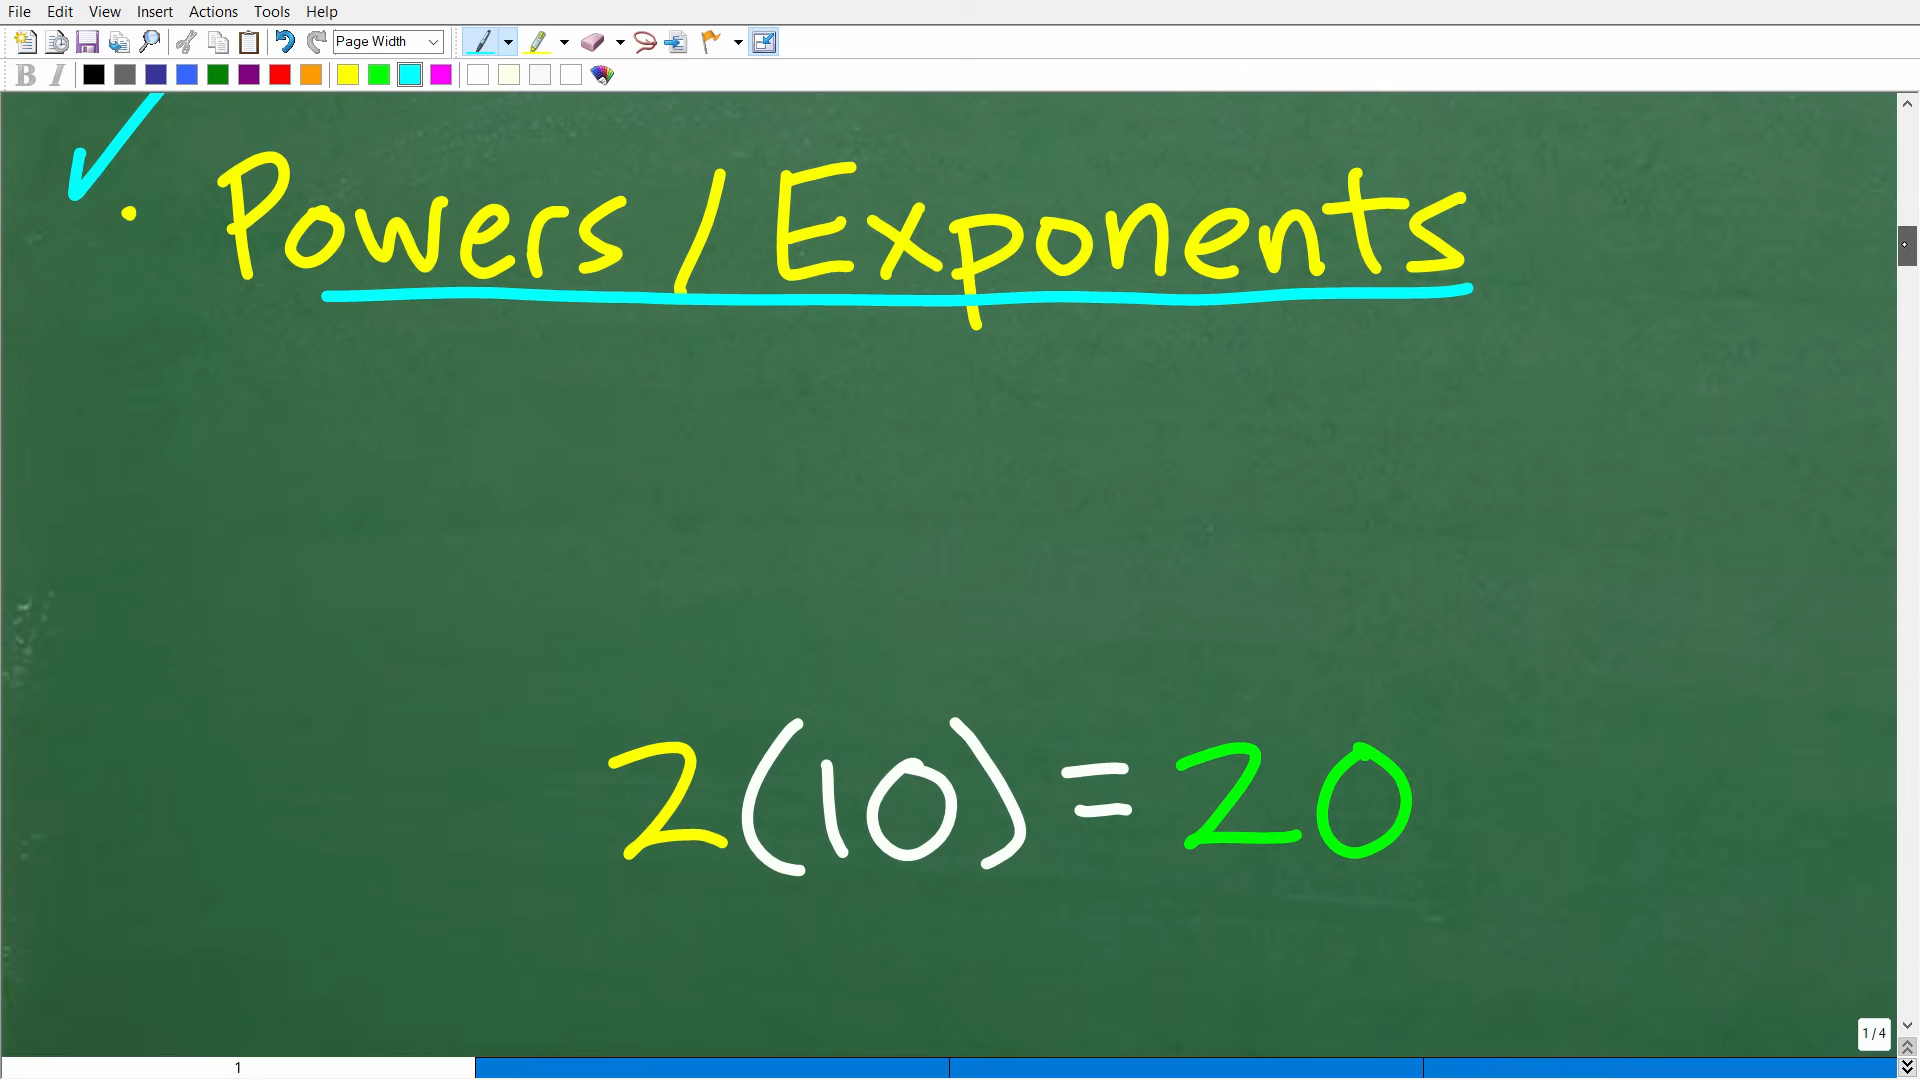 File Edit View Insert Actions Tools Help
Page Width
B I
• Powers / Exponents
2(10) = 20
1 / 4
1